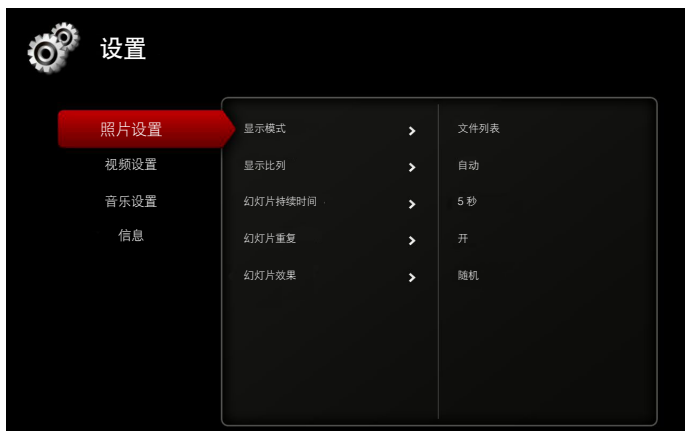 设置
照片设置
视频设置
音乐设置
信息
显示模式
文件列表
显示比列
自动
幻灯片持续时间
5 秒
幻灯片重复
开
幻灯片效果
随机